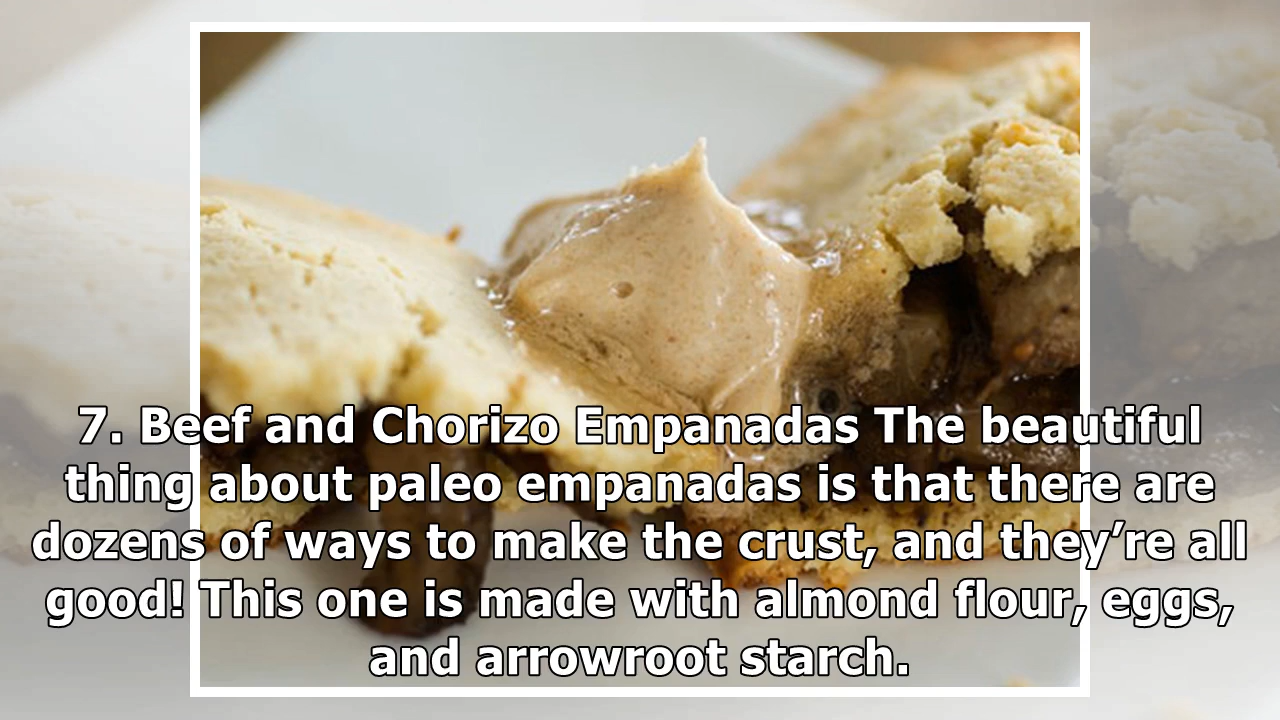 7. Beef and Chorizo Empanadas The beautiful
thing about paleo empanadas is that there are
dozens of ways to make the crust, and they’re all
good! This one is made with almond flour, eggs,
and arrowroot starch.